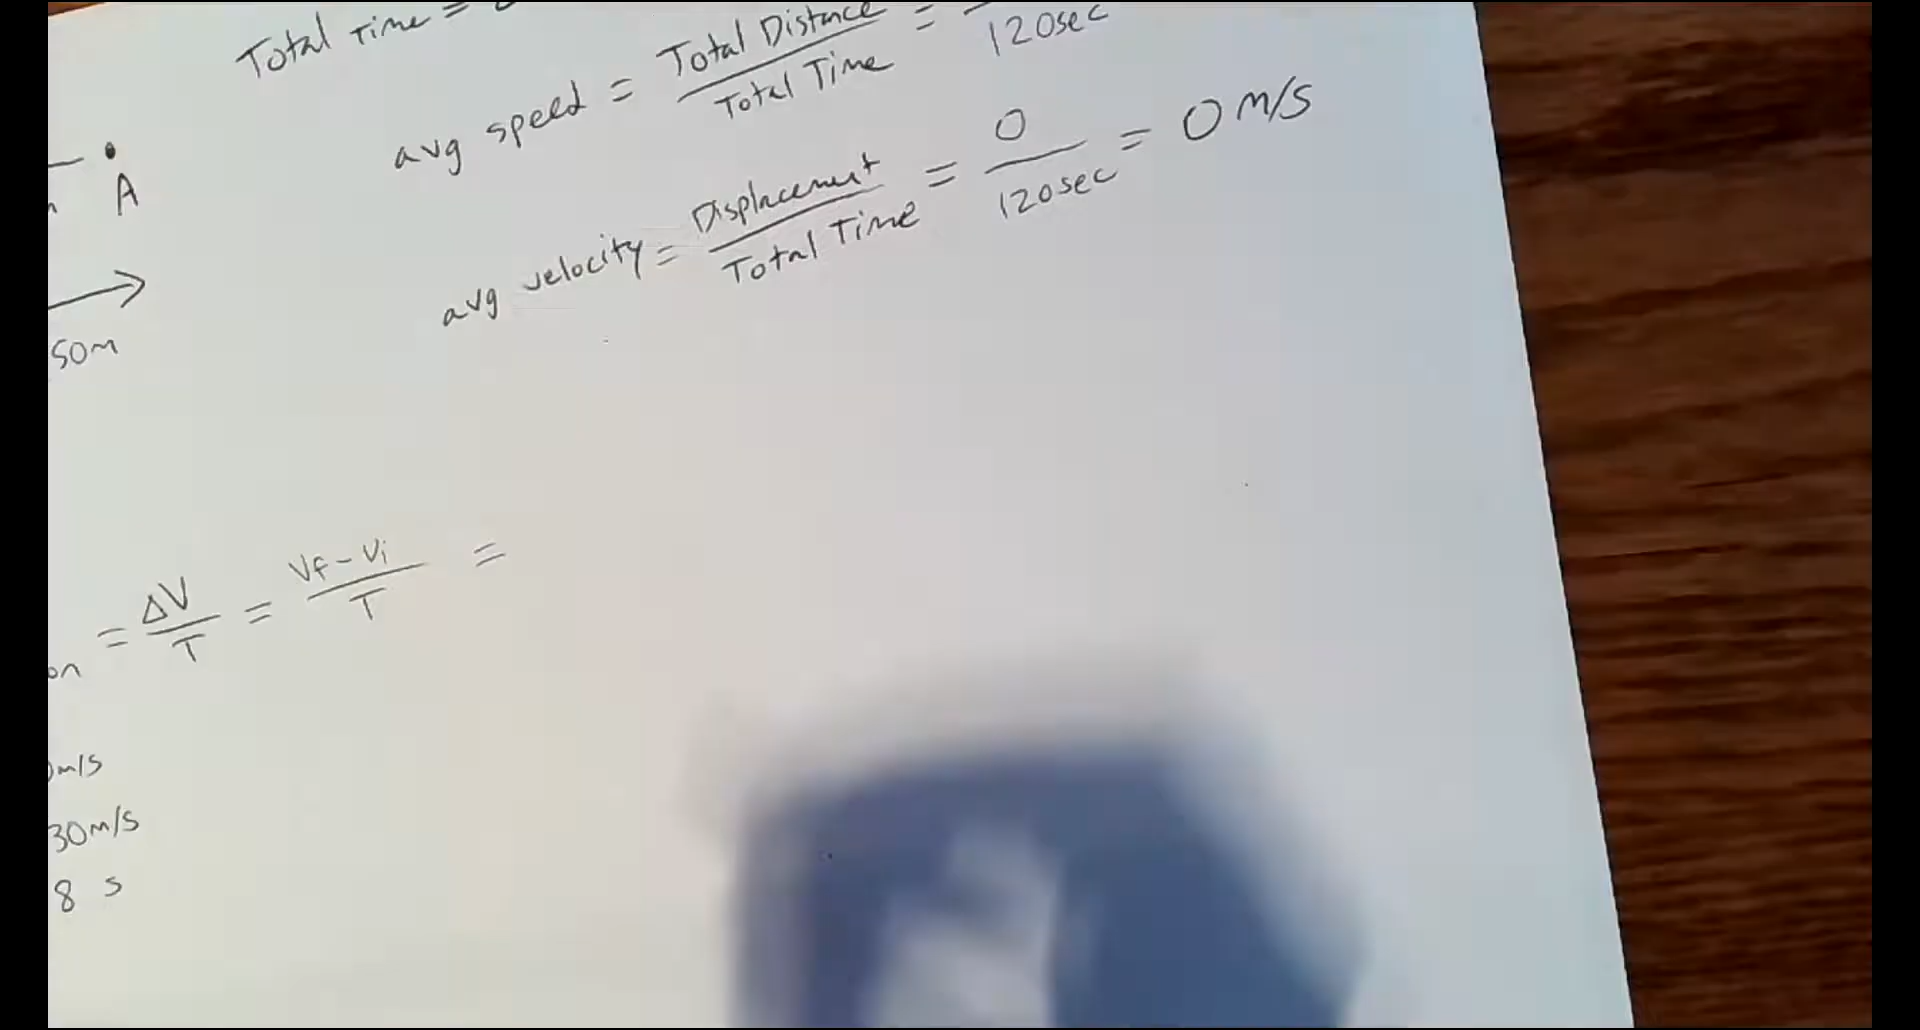 Total Time =
avg speed = Total Distance / Total Time = / 120sec
A
avg velocity = Displacement / Total Time = 0 / 120sec = 0 m/s
50m
on = ΔV / T = Vf - Vi / T =
m/s
30m/s
8 s